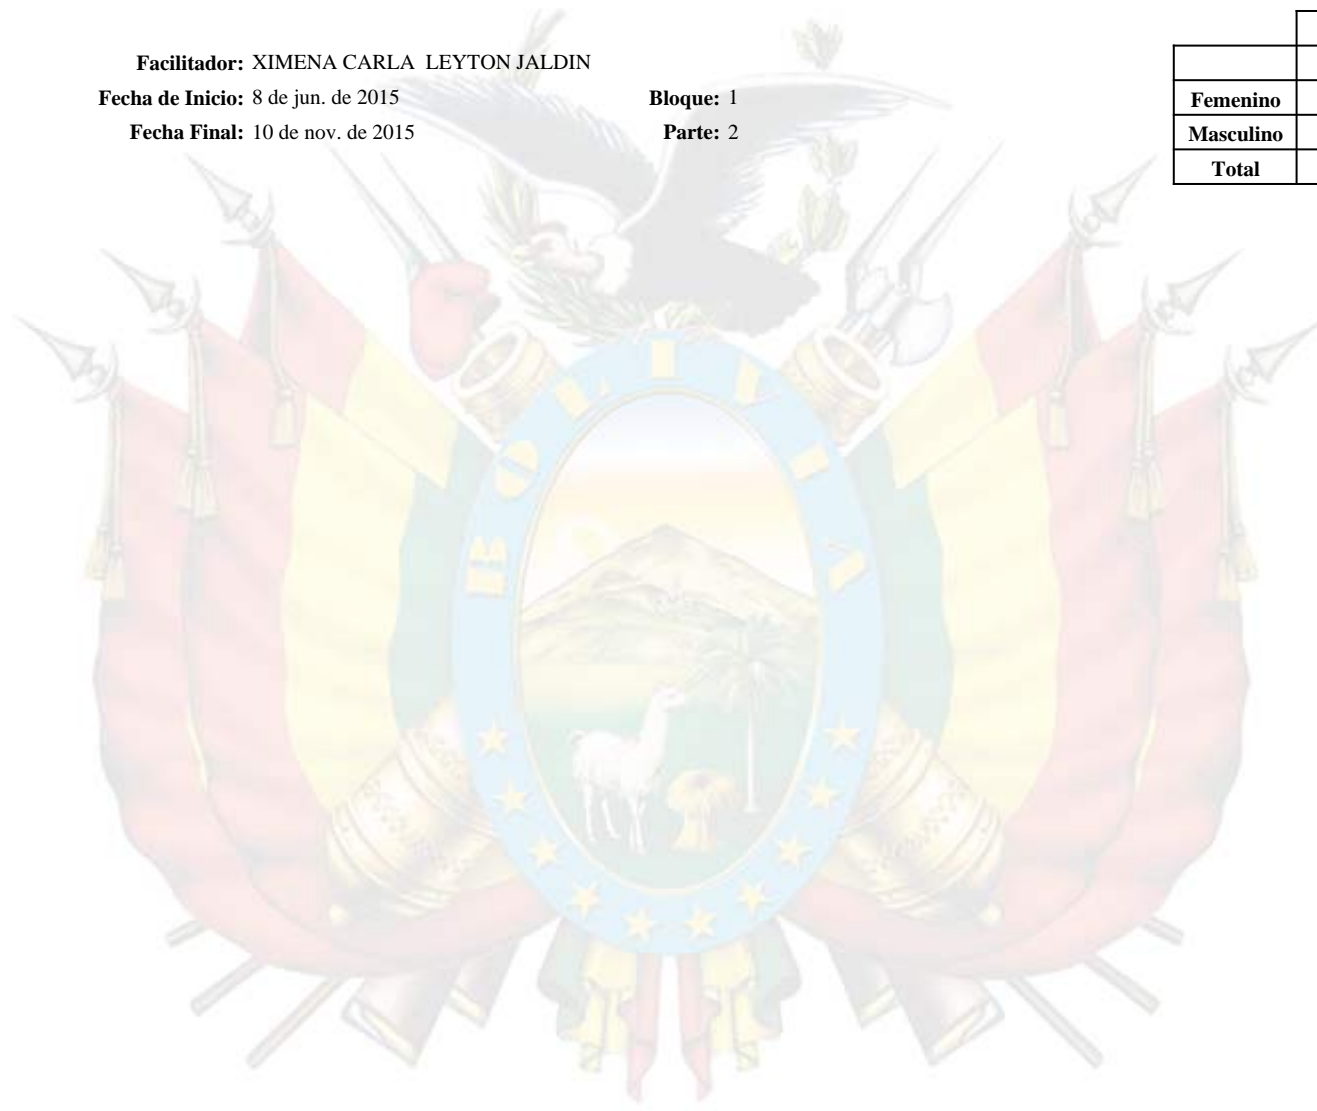 Facilitador: XIMENA CARLA LEYTON JALDIN
Fecha de Inicio: 8 de jun. de 2015 Bloque: 1
Fecha Final: 10 de nov. de 2015 Parte: 2
Femenino
Masculino
Total
BOLIVIA